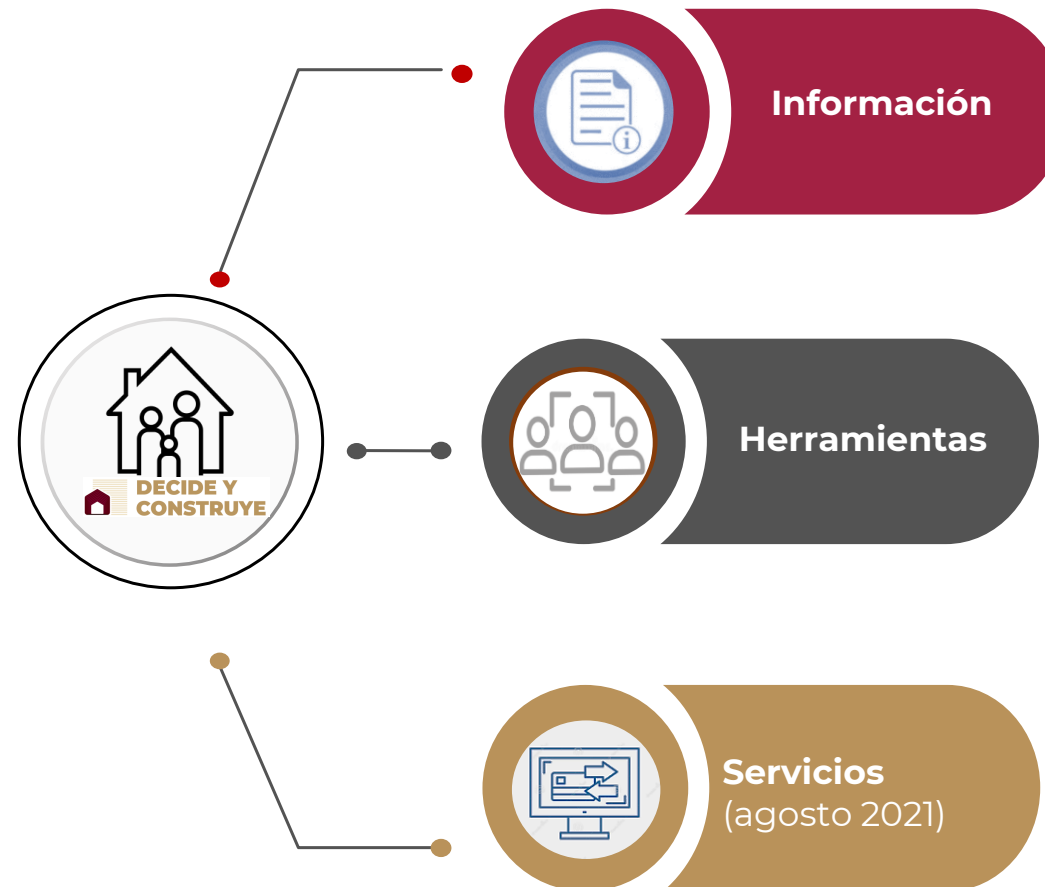 Información
DECIDE Y
CONSTRUYE
Herramientas
Servicios
(agosto 2021)